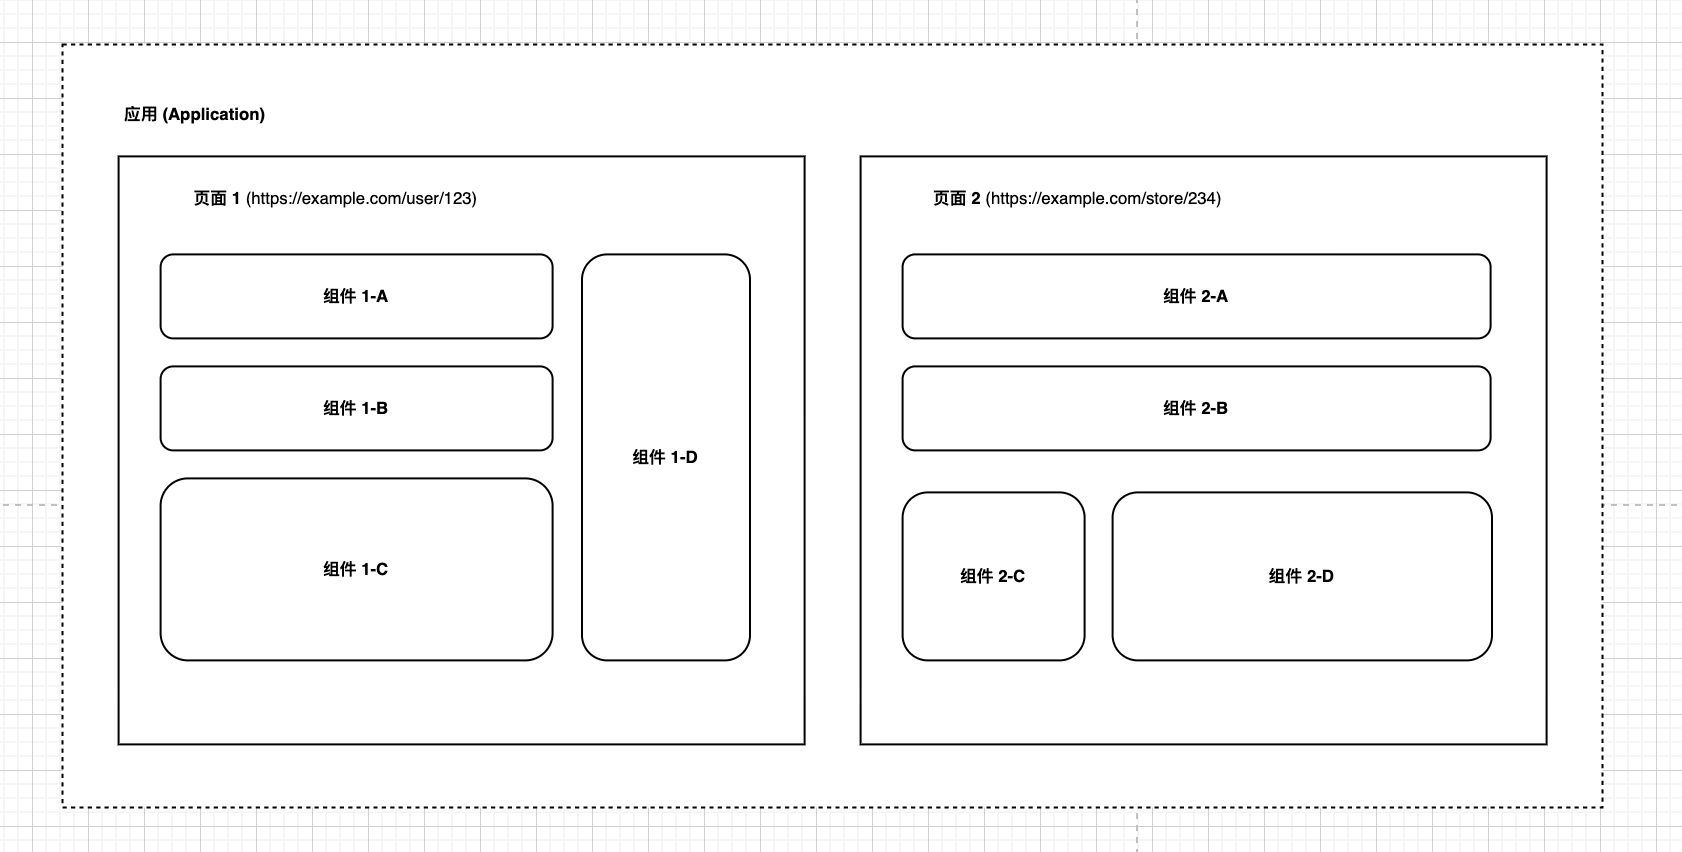 应用 (Application)
页面 1 (https://example.com/user/123)
组件 1-A
组件 1-B
组件 1-C
组件 1-D
页面 2 (https://example.com/store/234)
组件 2-A
组件 2-B
组件 2-C
组件 2-D